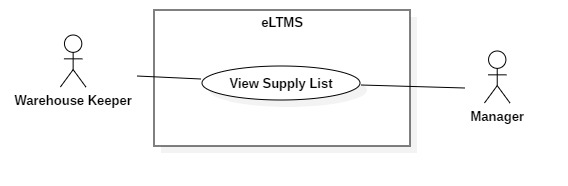 eLTMS
View Supply List
Warehouse Keeper
Manager